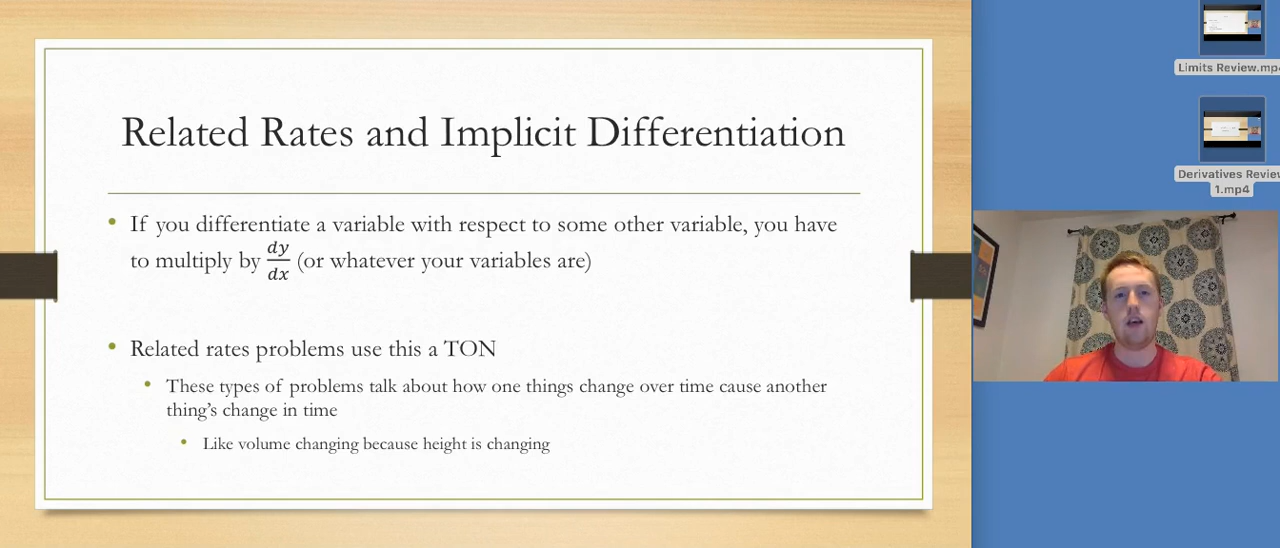 Related Rates and Implicit Differentiation
• If you differentiate a variable with respect to some other variable, you have
to multiply by dy/dx (or whatever your variables are)
• Related rates problems use this a TON
• These types of problems talk about how one things change over time cause another
thing's change in time
• Like volume changing because height is changing
Limits Review.mp4
Derivatives Review
1.mp4